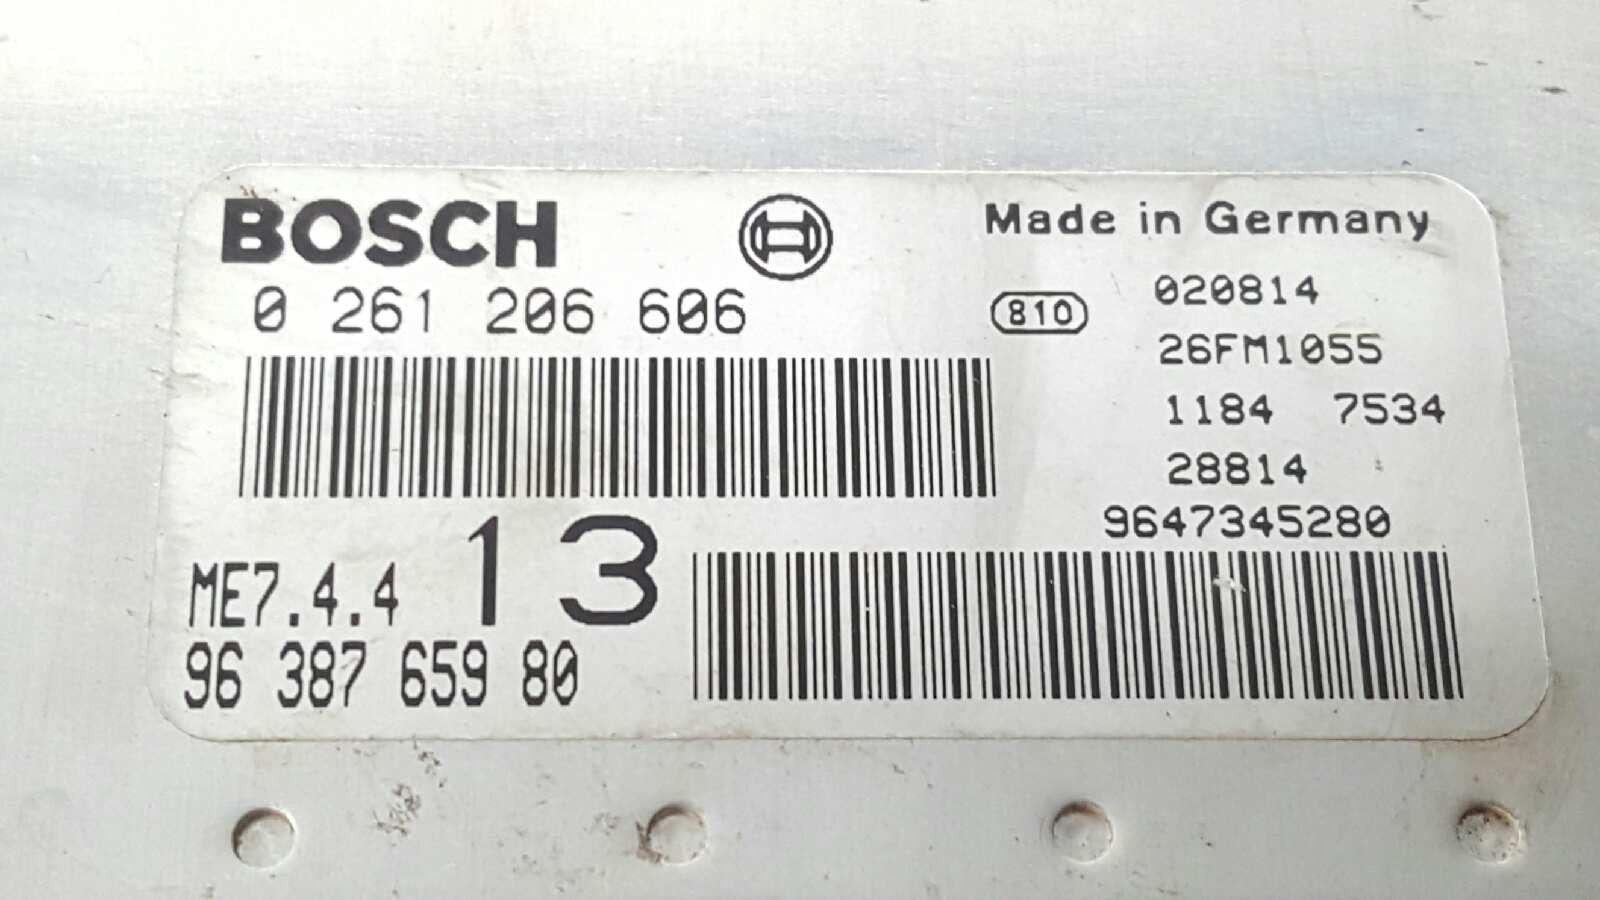 BOSCH
Made in Germany
0 261 206 606
810
020814
26FM1055
1184 7534
28814
9647345280
ME7.4.4 13
96 387 659 80